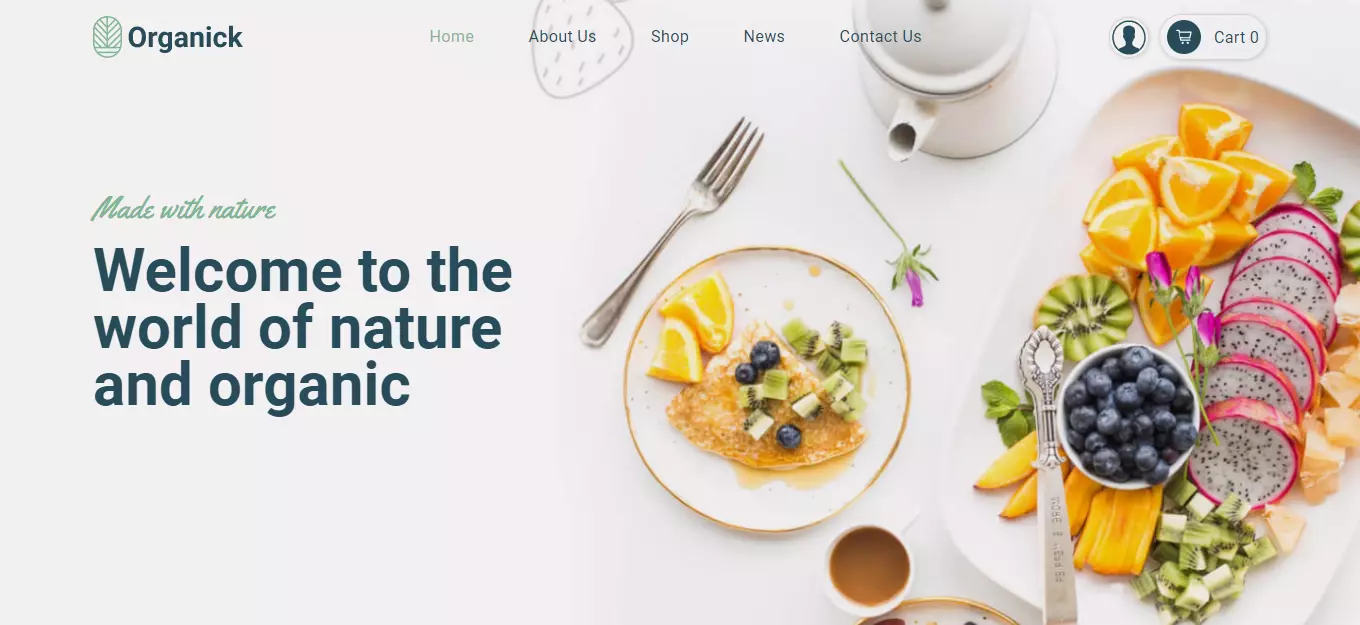 Organick
Home
About Us
Shop
News
Contact Us
Cart 0
Made with nature
Welcome to the
world of nature
and organic